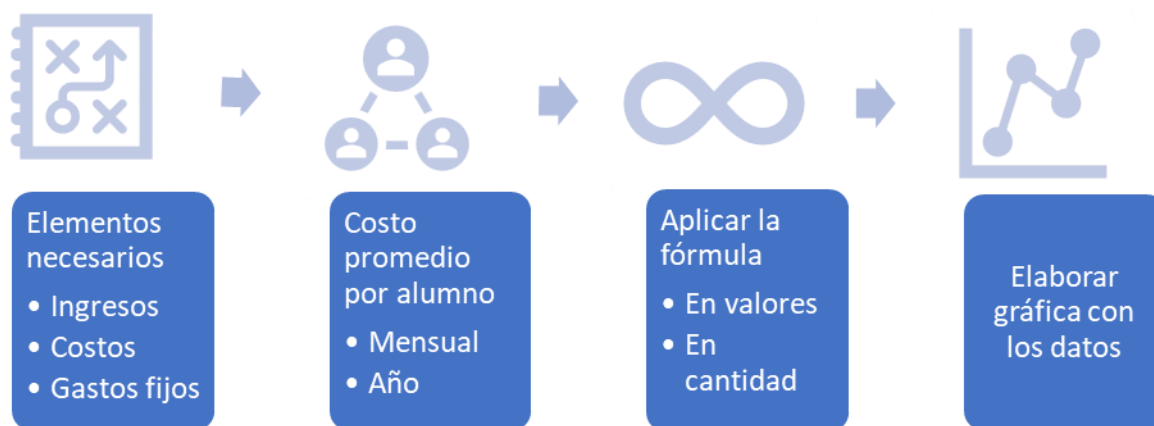 Elementos
necesarios
• Ingresos
• Costos
• Gastos fijos
Costo
promedio
por alumno
• Mensual
• Año
Aplicar la
fórmula
• En valores
• En
cantidad
Elaborar
gráfica con
los datos